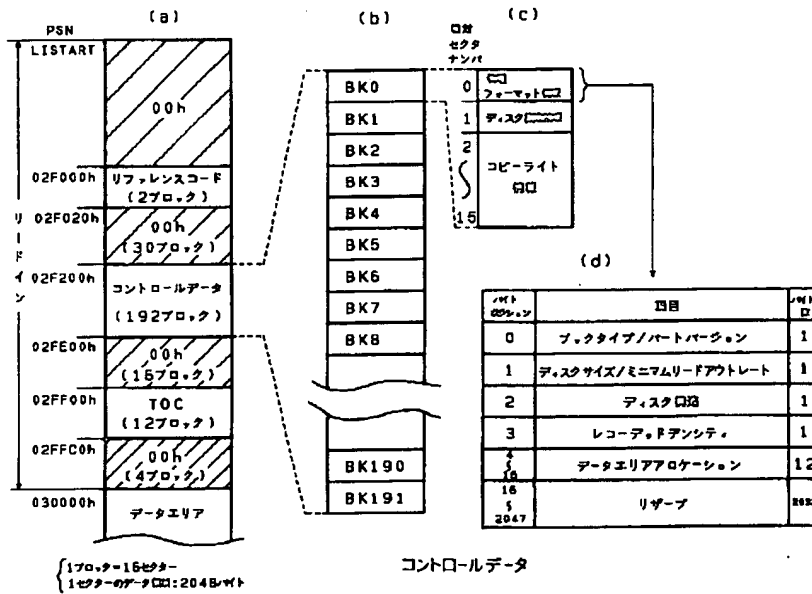 (a)
PSN
LISTART
00h
02F000h
リファレンスコード
(2ブロック)
02F020h
00h
(30ブロック)
02F200h
コントロールデータ
(192ブロック)
02FE00h
00h
(16ブロック)
02FF00h
TOC
(12ブロック)
02FFC0h
00h
(4ブロック)
030000h
データエリア
リードイン
(b)
BK0
BK1
BK2
BK3
BK4
BK5
BK6
BK7
BK8
BK190
BK191
(c)
セクタ
ナンバ
0
フォーマット
1
ディスク
2
コピーライト
15
(d)
バイト
バイト
0
ブックタイプ/パートバージョン
1
1
ディスクサイズ/ミニマムリードアウトレート
1
2
ディスク
1
3
レコーデッドデンシティ
1
4
データエリアアロケーション
12
16
2047
リザーブ
1ブロック=16セクター
1セクターのデータ:2048バイト
コントロールデータ